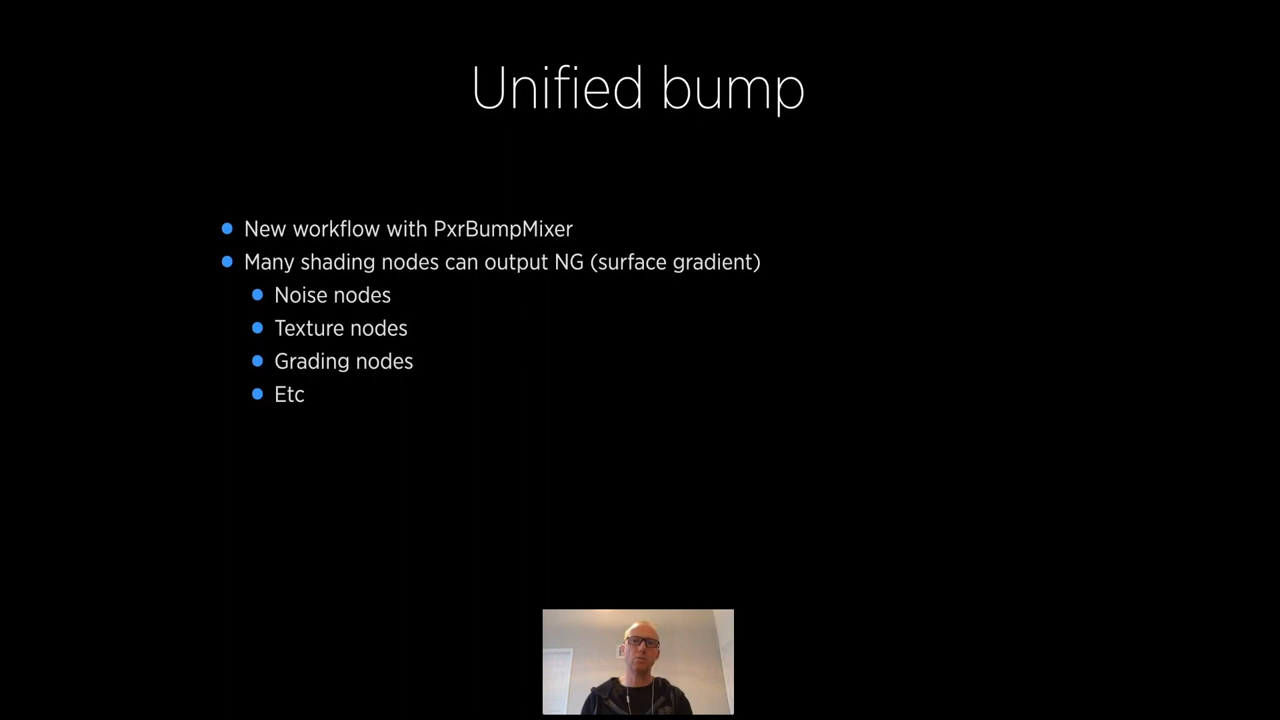 Unified bump
New workflow with PxrBumpMixer
Many shading nodes can output NG (surface gradient)
Noise nodes
Texture nodes
Grading nodes
Etc